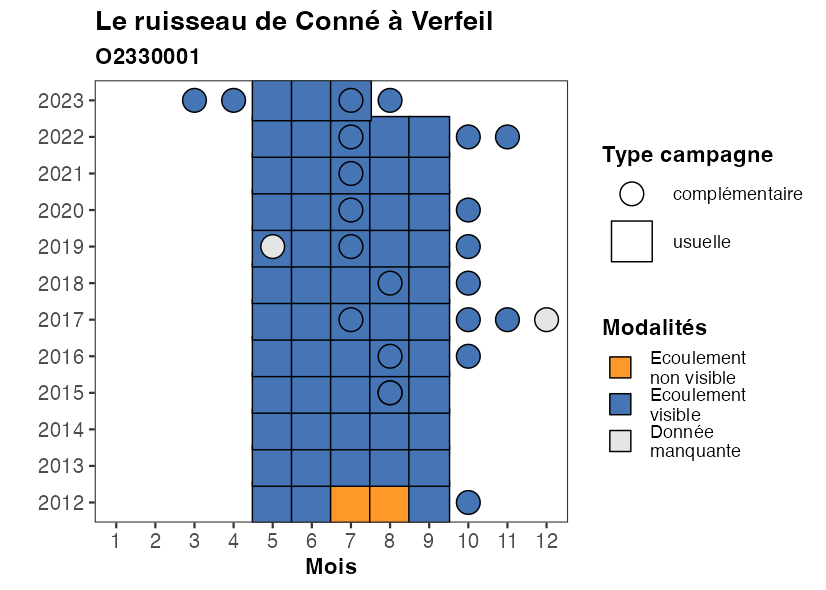 Le ruisseau de Conné à Verfeil
O2330001
2023
2022
2021
2020
2019
2018
2017
2016
2015
2014
2013
2012
1 2 3 4 5 6 7 8 9 10 11 12
Mois
Type campagne
complémentaire
usuelle
Modalités
Ecoulement
non visible
Ecoulement
visible
Donnée
manquante